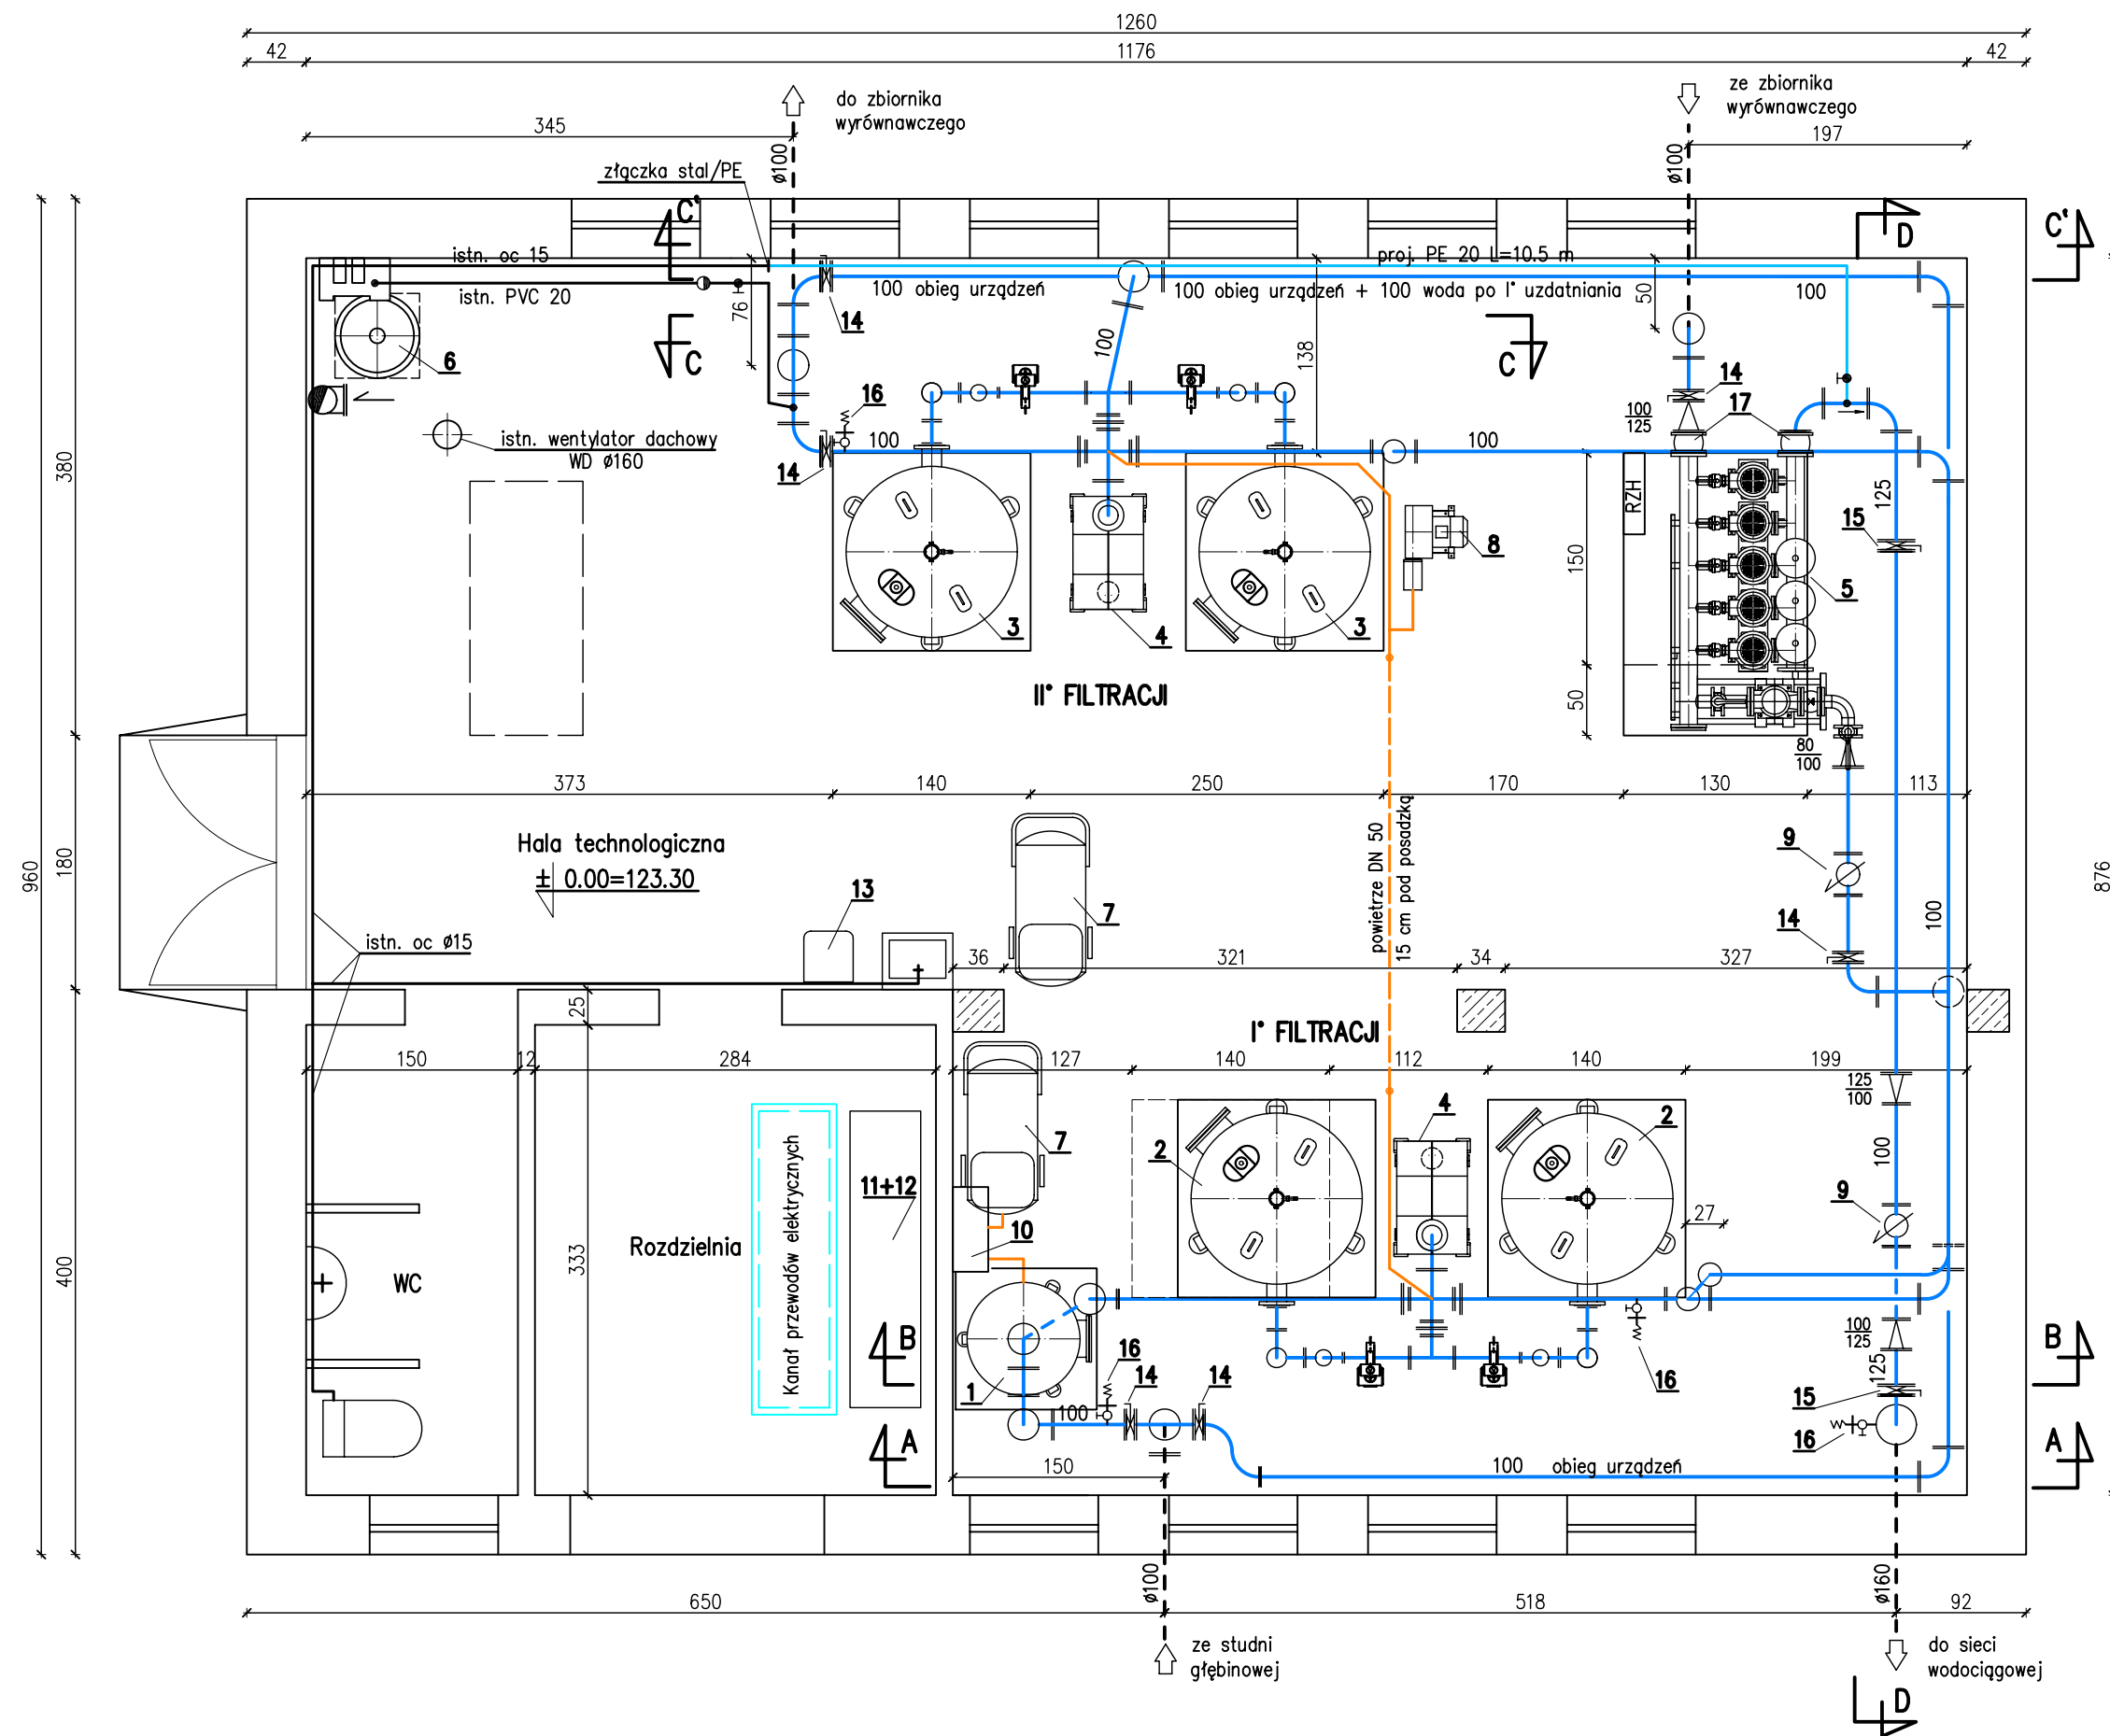 1260
42
1176
42
do zbiornika
wyrównawczego
ze zbiornika
wyrównawczego
345
197
złączka stal/PE
ø100
ø100
C'
D
C'
istn. oc 15
proj. PE 20 L=10.5 m
istn. PVC 20
76
100 obieg urządzeń
100 obieg urządzeń + 100 woda po I° uzdatniania
50
100
14
6
C
100
138
C
14
16
100
125
17
istn. wentylator dachowy
WD ø160
100
100
14
380
RZH
125
15
8
150
5
3
4
3
II° FILTRACJI
50
80
100
373
140
250
170
130
113
Hala technologiczna
± 0.00=123.30
960
180
876
powietrze DN 50
15 cm pod posadzką
9
13
7
14
100
istn. oc ø15
36
321
34
327
25
I° FILTRACJI
150
12
284
127
140
112
140
199
125
100
4
2
2
7
100
Kanał przewodów elektrycznych
11+12
9
27
10
Rozdzielnia
333
400
WC
B
100
125
B
125
16
14
14
16
1
15
100
A
16
A
150
100 obieg urządzeń
ø100
ø160
650
518
92
ze studni
głębinowej
do sieci
wodociągowej
D